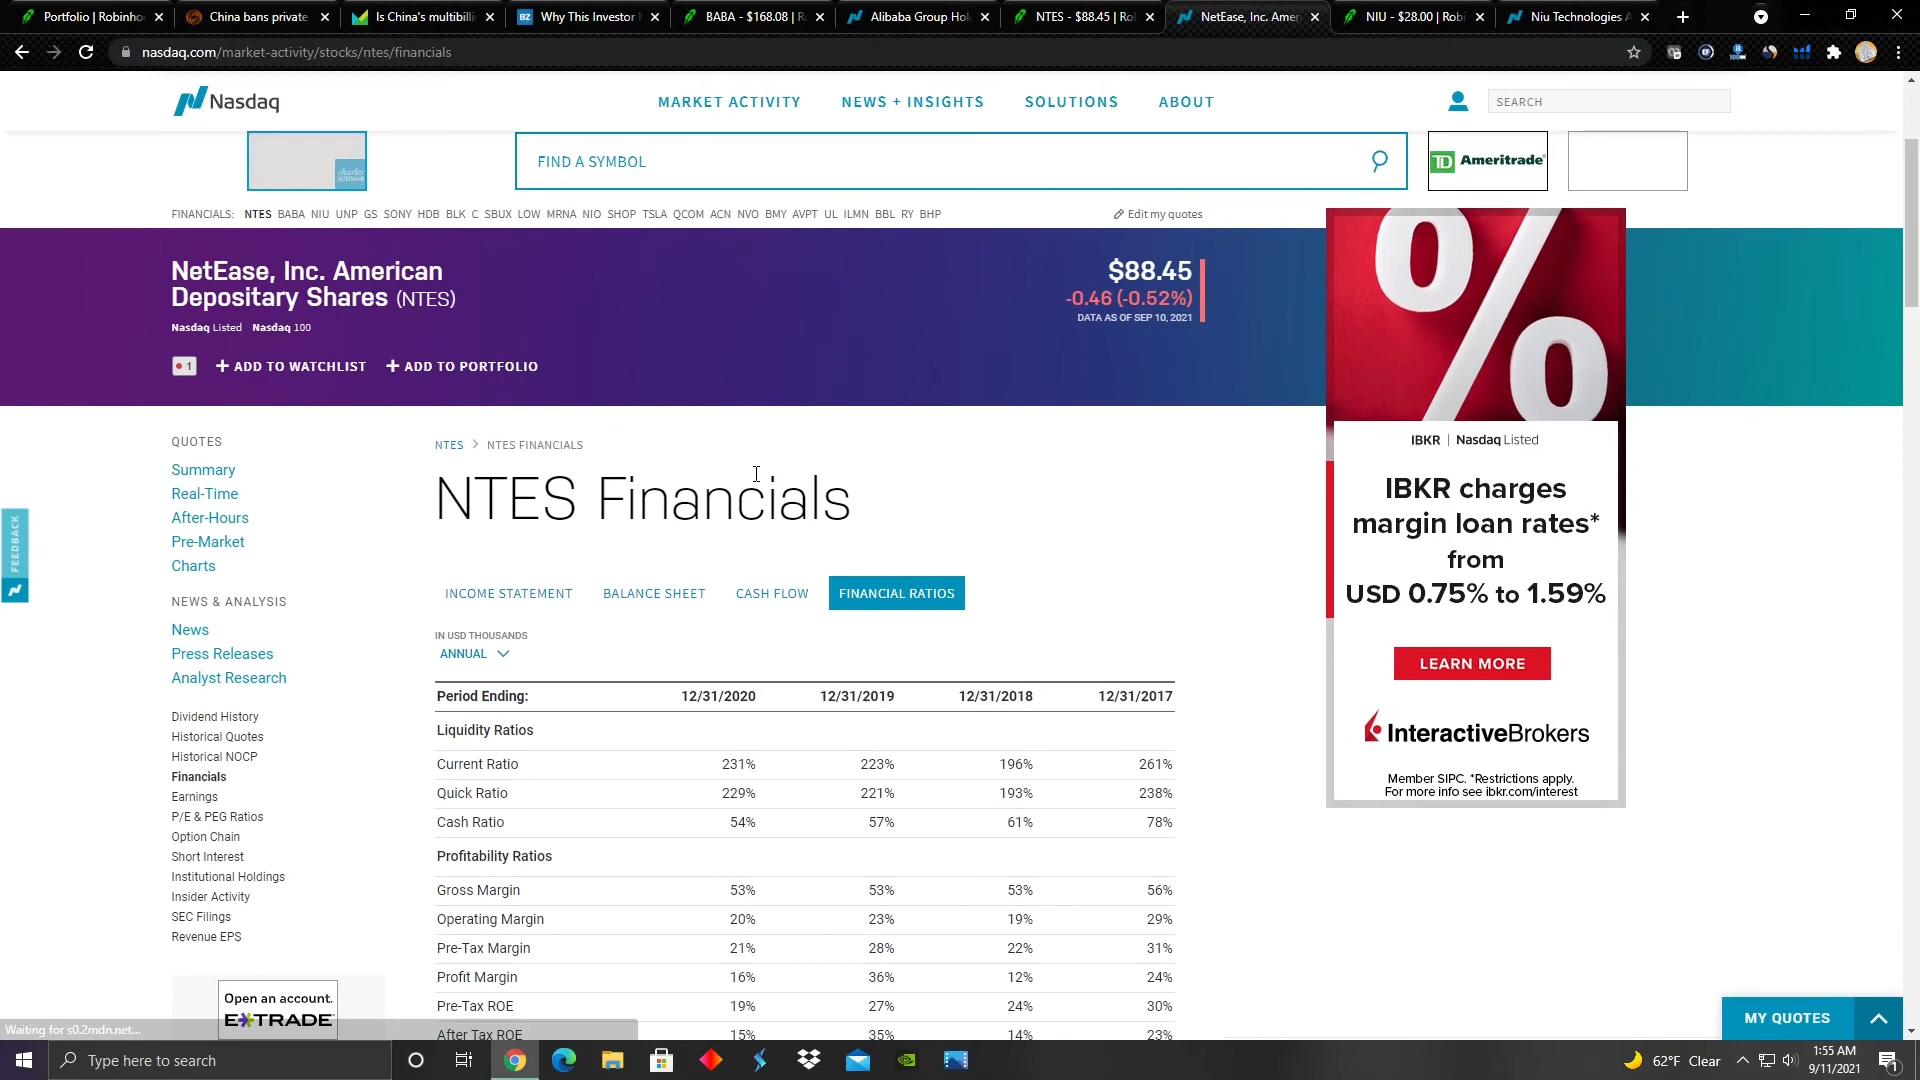 Portfolio | Robinho
China bans private
Is China's multibilli
Why This Investor
BABA - $168.08 | R
Alibaba Group Hol
NTES - $88.45 | Ro
NetEase, Inc. Amer
NIU - $28.00 | Robi
Niu Technologies A
nasdaq.com/market-activity/stocks/ntes/financials
Nasdaq
MARKET ACTIVITY
NEWS + INSIGHTS
SOLUTIONS
ABOUT
SEARCH
charles
SCHWAB
FIND A SYMBOL
TD Ameritrade
FINANCIALS: NTES BABA NIU UNP GS SONY HDB BLK C SBUX LOW MRNA NIO SHOP TSLA QCOM ACN NVO BMY AVPT UL ILMN BBL RY BHP
Edit my quotes
NetEase, Inc. American
Depositary Shares (NTES)
Nasdaq Listed Nasdaq 100
$88.45
-0.46 (-0.52%)
DATA AS OF SEP 10, 2021
1
+ ADD TO WATCHLIST
+ ADD TO PORTFOLIO
QUOTES
Summary
Real-Time
After-Hours
Pre-Market
Charts
NEWS & ANALYSIS
News
Press Releases
Analyst Research
Dividend History
Historical Quotes
Historical NOCP
Financials
Earnings
P/E & PEG Ratios
Option Chain
Short Interest
Institutional Holdings
Insider Activity
SEC Filings
Revenue EPS
Open an account.
E*TRADE
FEEDBACK
NTES > NTES FINANCIALS
NTES Financials
INCOME STATEMENT
BALANCE SHEET
CASH FLOW
FINANCIAL RATIOS
IN USD THOUSANDS
ANNUAL
Period Ending: 12/31/2020 12/31/2019 12/31/2018 12/31/2017
Liquidity Ratios
Current Ratio 231% 223% 196% 261%
Quick Ratio 229% 221% 193% 238%
Cash Ratio 54% 57% 61% 78%
Profitability Ratios
Gross Margin 53% 53% 53% 56%
Operating Margin 20% 23% 19% 29%
Pre-Tax Margin 21% 28% 22% 31%
Profit Margin 16% 36% 12% 24%
Pre-Tax ROE 19% 27% 24% 30%
After Tax ROE 15% 35% 14% 23%
%
IBKR | Nasdaq Listed
IBKR charges
margin loan rates*
from
USD 0.75% to 1.59%
LEARN MORE
InteractiveBrokers
Member SIPC. *Restrictions apply.
For more info see ibkr.com/interest
MY QUOTES
Waiting for s0.2mdn.net...
Type here to search
62°F Clear
1:55 AM
9/11/2021
1